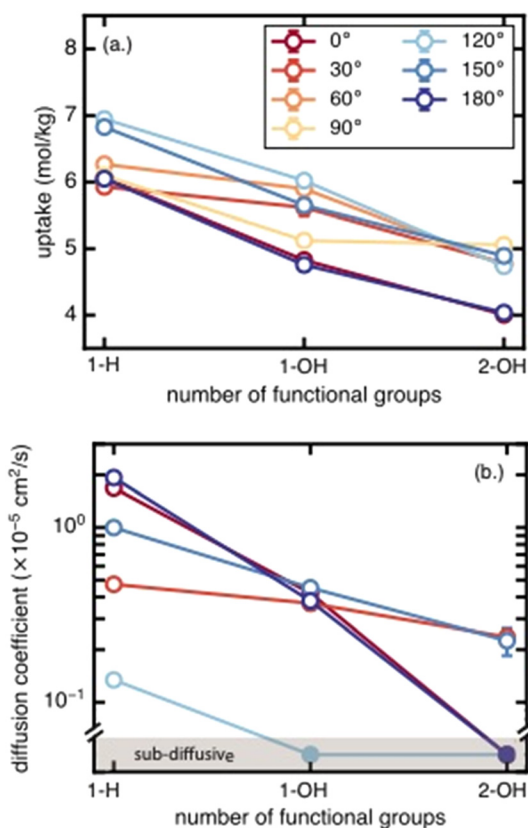 (a.)
8
7
6
5
4
uptake (mol/kg)
0° 120°
30° 150°
60° 180°
90°
1-H 1-OH 2-OH
number of functional groups
(b.)
10⁰
10⁻¹
diffusion coefficient (×10⁻⁵ cm²/s)
sub-diffusive
1-H 1-OH 2-OH
number of functional groups